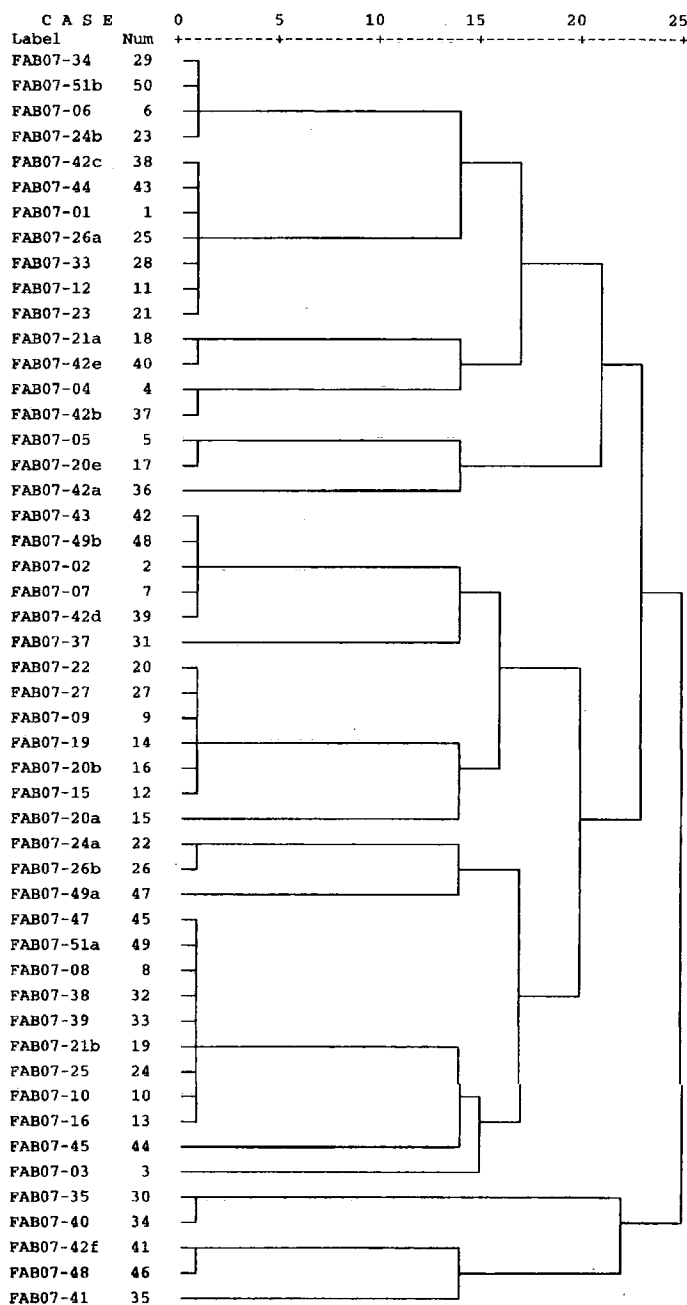 C A S E 0 5 10 15 20 25
Label Num +---------+---------+---------+---------+---------+
FAB07-34 29
FAB07-51b 50
FAB07-06 6
FAB07-24b 23
FAB07-42c 38
FAB07-44 43
FAB07-01 1
FAB07-26a 25
FAB07-33 28
FAB07-12 11
FAB07-23 21
FAB07-21a 18
FAB07-42e 40
FAB07-04 4
FAB07-42b 37
FAB07-05 5
FAB07-20e 17
FAB07-42a 36
FAB07-43 42
FAB07-49b 48
FAB07-02 2
FAB07-07 7
FAB07-42d 39
FAB07-37 31
FAB07-22 20
FAB07-27 27
FAB07-09 9
FAB07-19 14
FAB07-20b 16
FAB07-15 12
FAB07-20a 15
FAB07-24a 22
FAB07-26b 26
FAB07-49a 47
FAB07-47 45
FAB07-51a 49
FAB07-08 8
FAB07-38 32
FAB07-39 33
FAB07-21b 19
FAB07-25 24
FAB07-10 10
FAB07-16 13
FAB07-45 44
FAB07-03 3
FAB07-35 30
FAB07-40 34
FAB07-42f 41
FAB07-48 46
FAB07-41 35